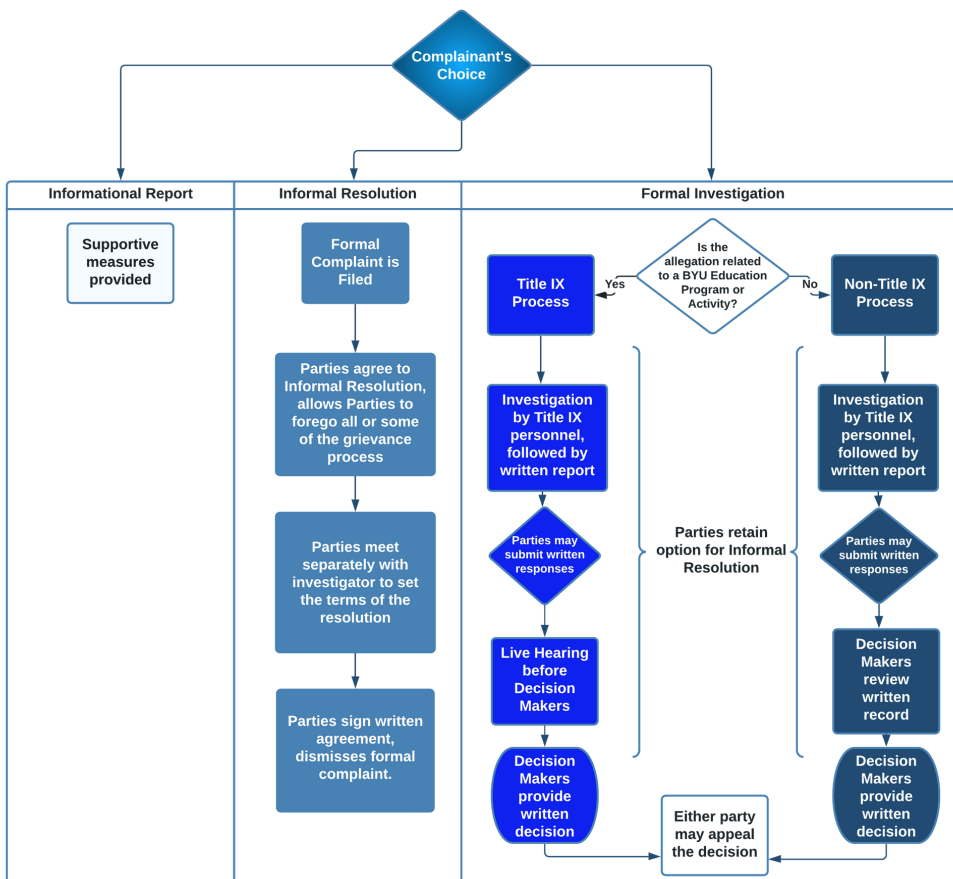 Complainant's
Choice
Informational Report
Informal Resolution
Formal Investigation
Supportive
measures
provided
Formal
Complaint is
Filed
Parties agree to
Informal Resolution,
allows Parties to
forego all or some
of the grievance
process
Parties meet
separately with
investigator to set
the terms of the
resolution
Parties sign written
agreement,
dismisses formal
complaint.
Is the
allegation related
to a BYU Education
Program or
Activity?
Yes
No
Title IX
Process
Investigation
by Title IX
personnel,
followed by
written report
Parties may
submit written
responses
Live Hearing
before
Decision
Makers
Decision
Makers
provide
written
decision
Parties retain
option for Informal
Resolution
Non-Title IX
Process
Investigation
by Title IX
personnel,
followed by
written report
Parties may
submit written
responses
Decision
Makers
review
written
record
Decision
Makers
provide
written
decision
Either party
may appeal
the decision